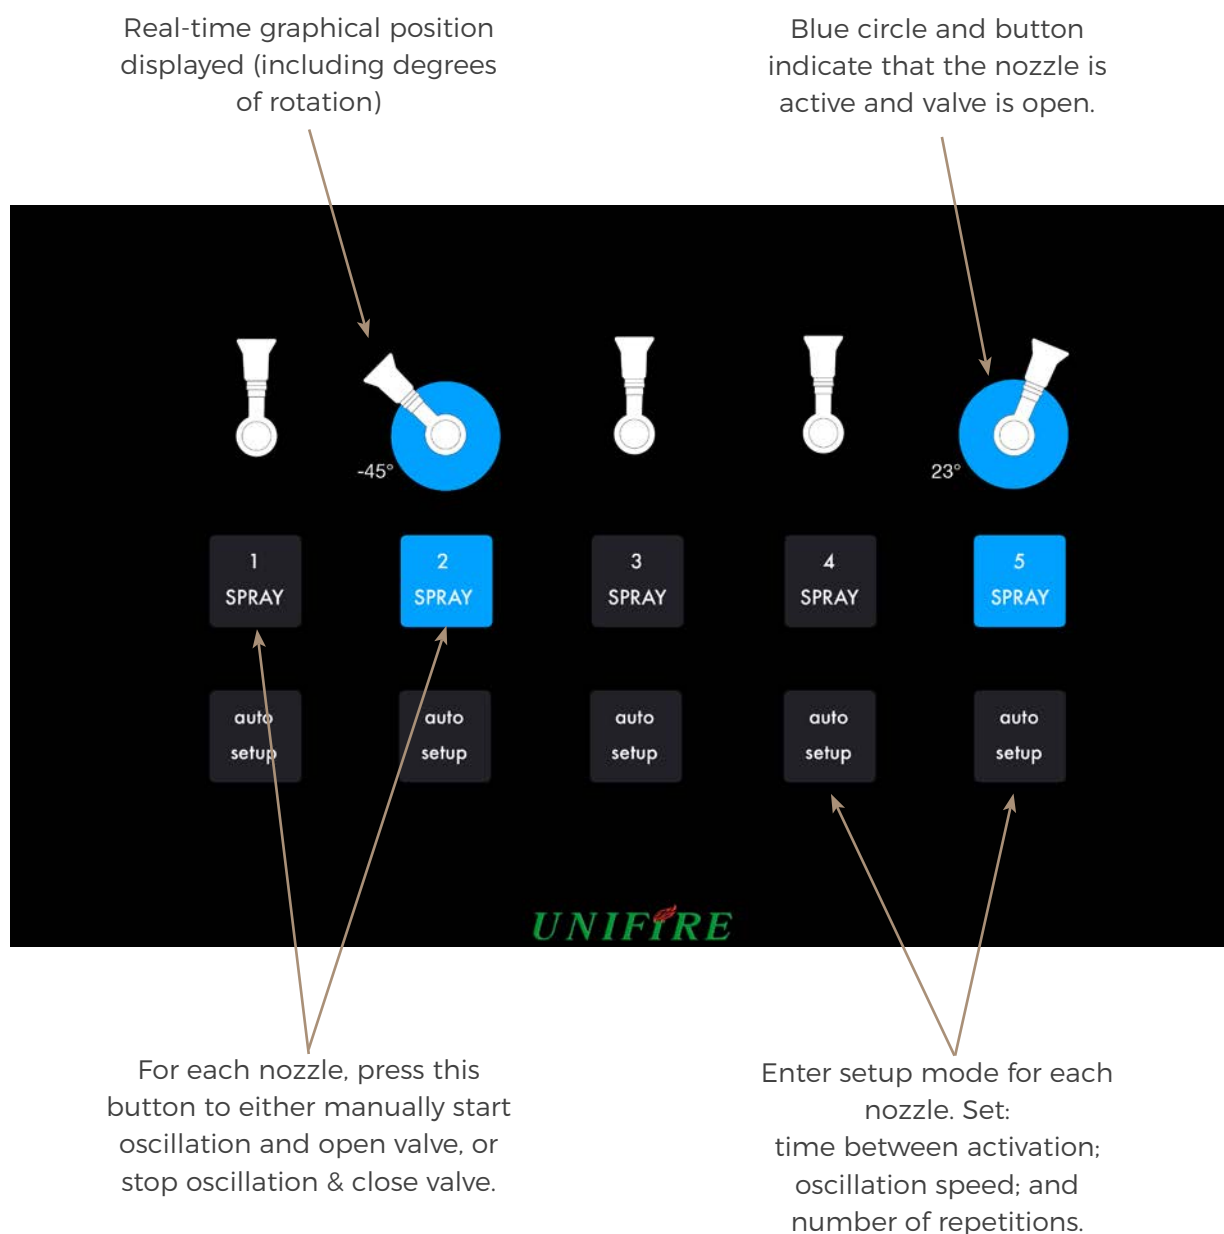 Real-time graphical position
displayed (including degrees
of rotation)
Blue circle and button
indicate that the nozzle is
active and valve is open.
-45°
23°
1
SPRAY
2
SPRAY
3
SPRAY
4
SPRAY
5
SPRAY
auto
setup
auto
setup
auto
setup
auto
setup
auto
setup
UNIFIRE
For each nozzle, press this
button to either manually start
oscillation and open valve, or
stop oscillation & close valve.
Enter setup mode for each
nozzle. Set:
time between activation;
oscillation speed; and
number of repetitions.